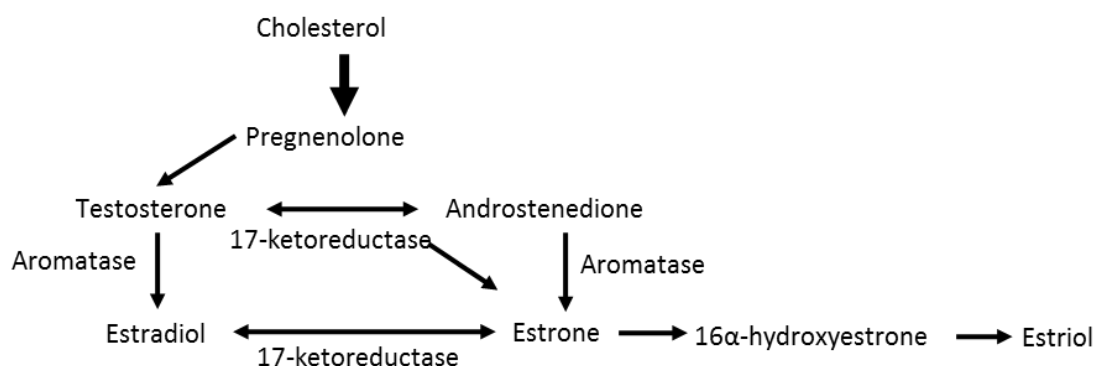 Cholesterol
Pregnenolone
Testosterone
Androstenedione
17-ketoreductase
Aromatase
Aromatase
Estradiol
Estrone
16α-hydroxyestrone
Estriol
17-ketoreductase